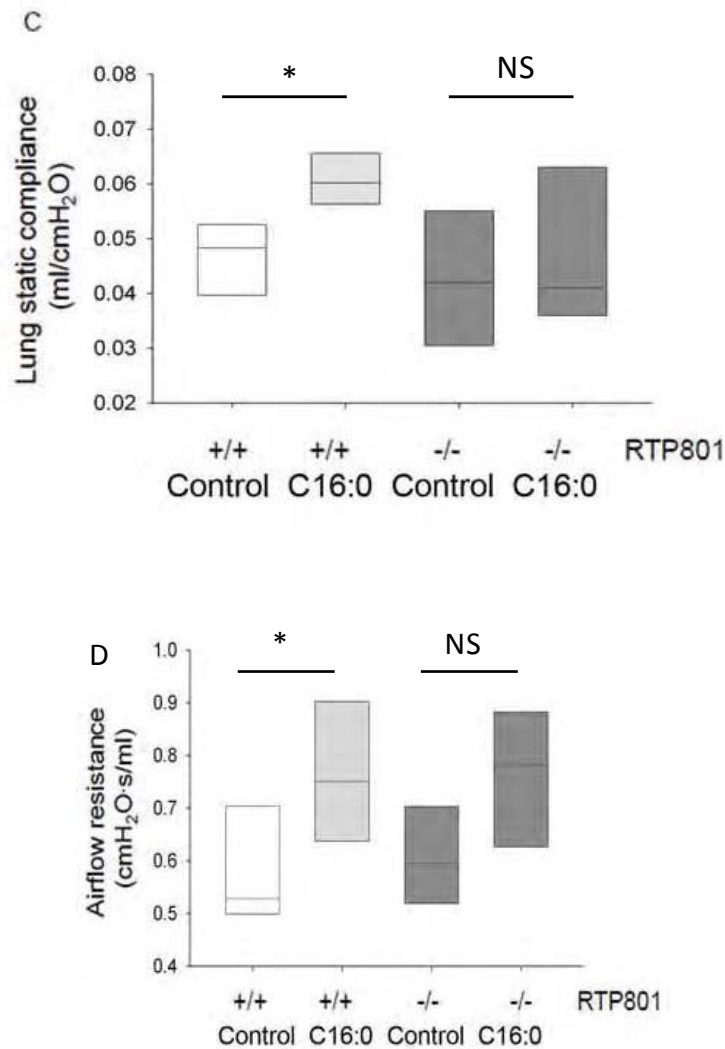 C
* NS
0.08
0.07
0.06
0.05
0.04
0.03
0.02
Lung static compliance
(ml/cmH₂O)
+/+ +/+ -/- -/- RTP801
Control C16:0 Control C16:0
D
* NS
1.0
0.9
0.8
0.7
0.6
0.5
0.4
Airflow resistance
(cmH₂O·s/ml)
+/+ +/+ -/- -/- RTP801
Control C16:0 Control C16:0